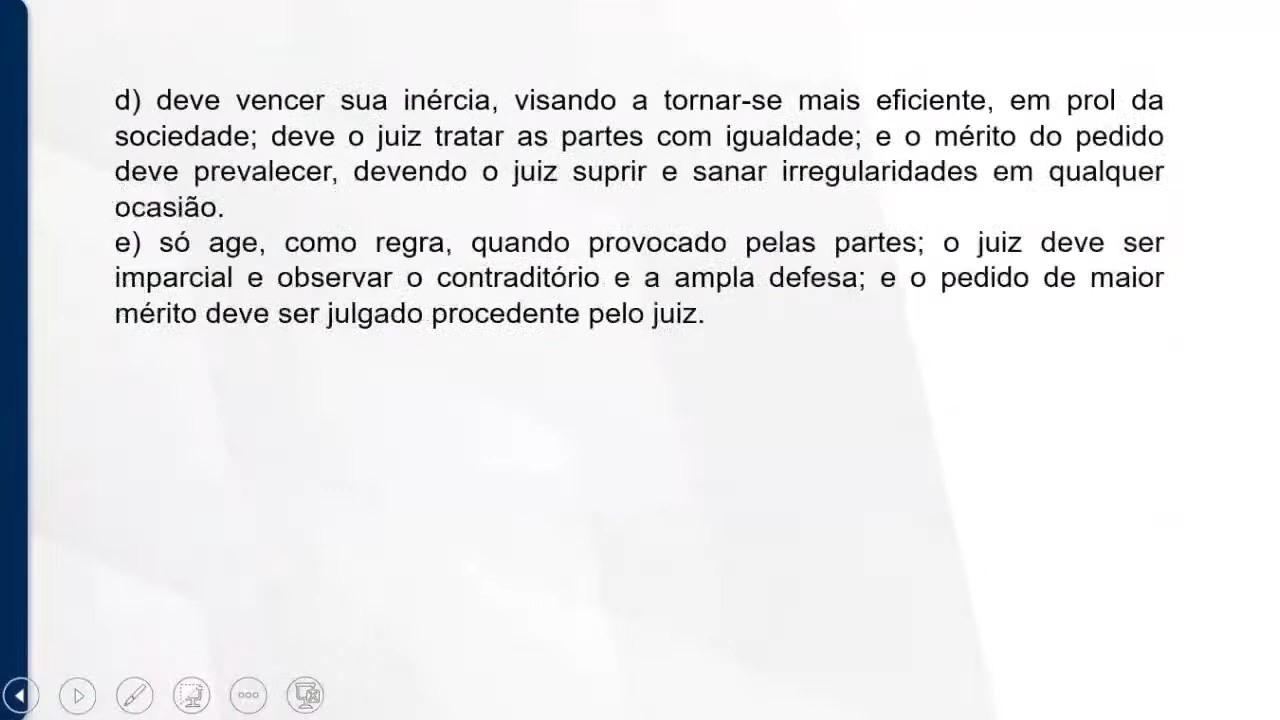 d) deve vencer sua inércia, visando a tornar-se mais eficiente, em prol da
sociedade; deve o juiz tratar as partes com igualdade; e o mérito do pedido
deve prevalecer, devendo o juiz suprir e sanar irregularidades em qualquer
ocasião.
e) só age, como regra, quando provocado pelas partes; o juiz deve ser
imparcial e observar o contraditório e a ampla defesa; e o pedido de maior
mérito deve ser julgado procedente pelo juiz.